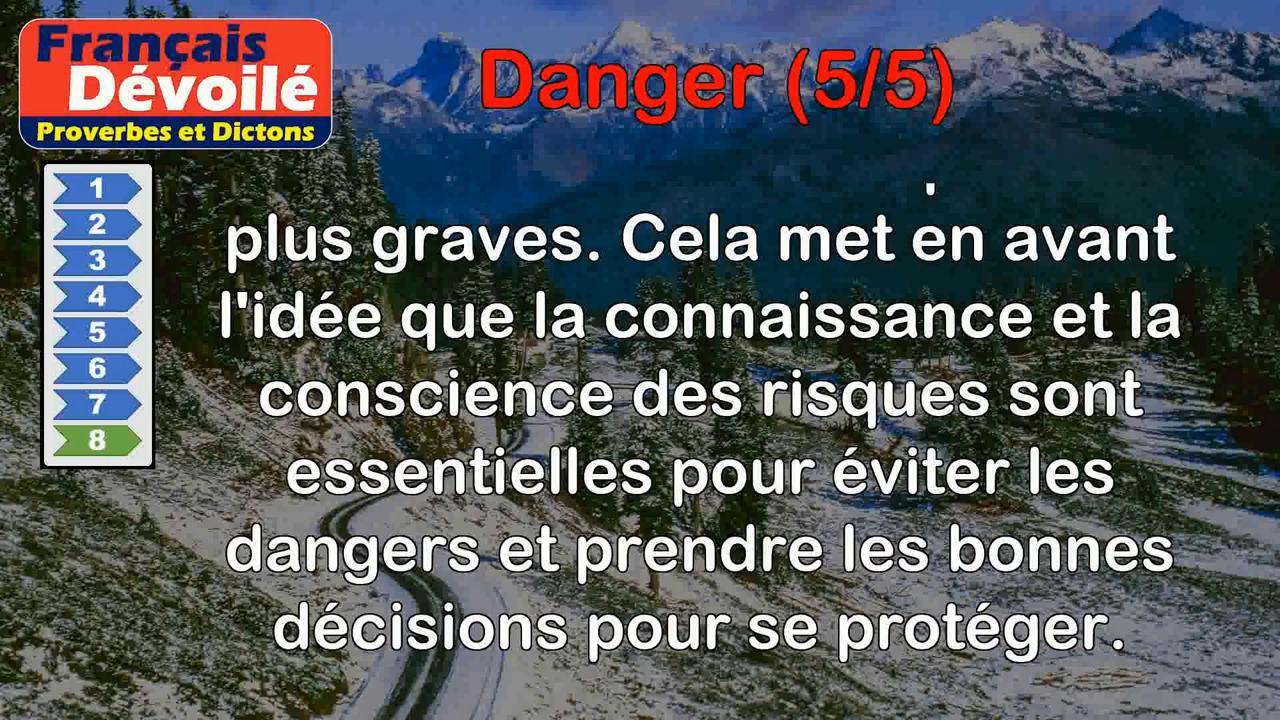 Français
Dévoilé
Proverbes et Dictons
Danger (5/5)
1
2
3
4
5
6
7
8
plus graves. Cela met en avant
l'idée que la connaissance et la
conscience des risques sont
essentielles pour éviter les
dangers et prendre les bonnes
décisions pour se protéger.